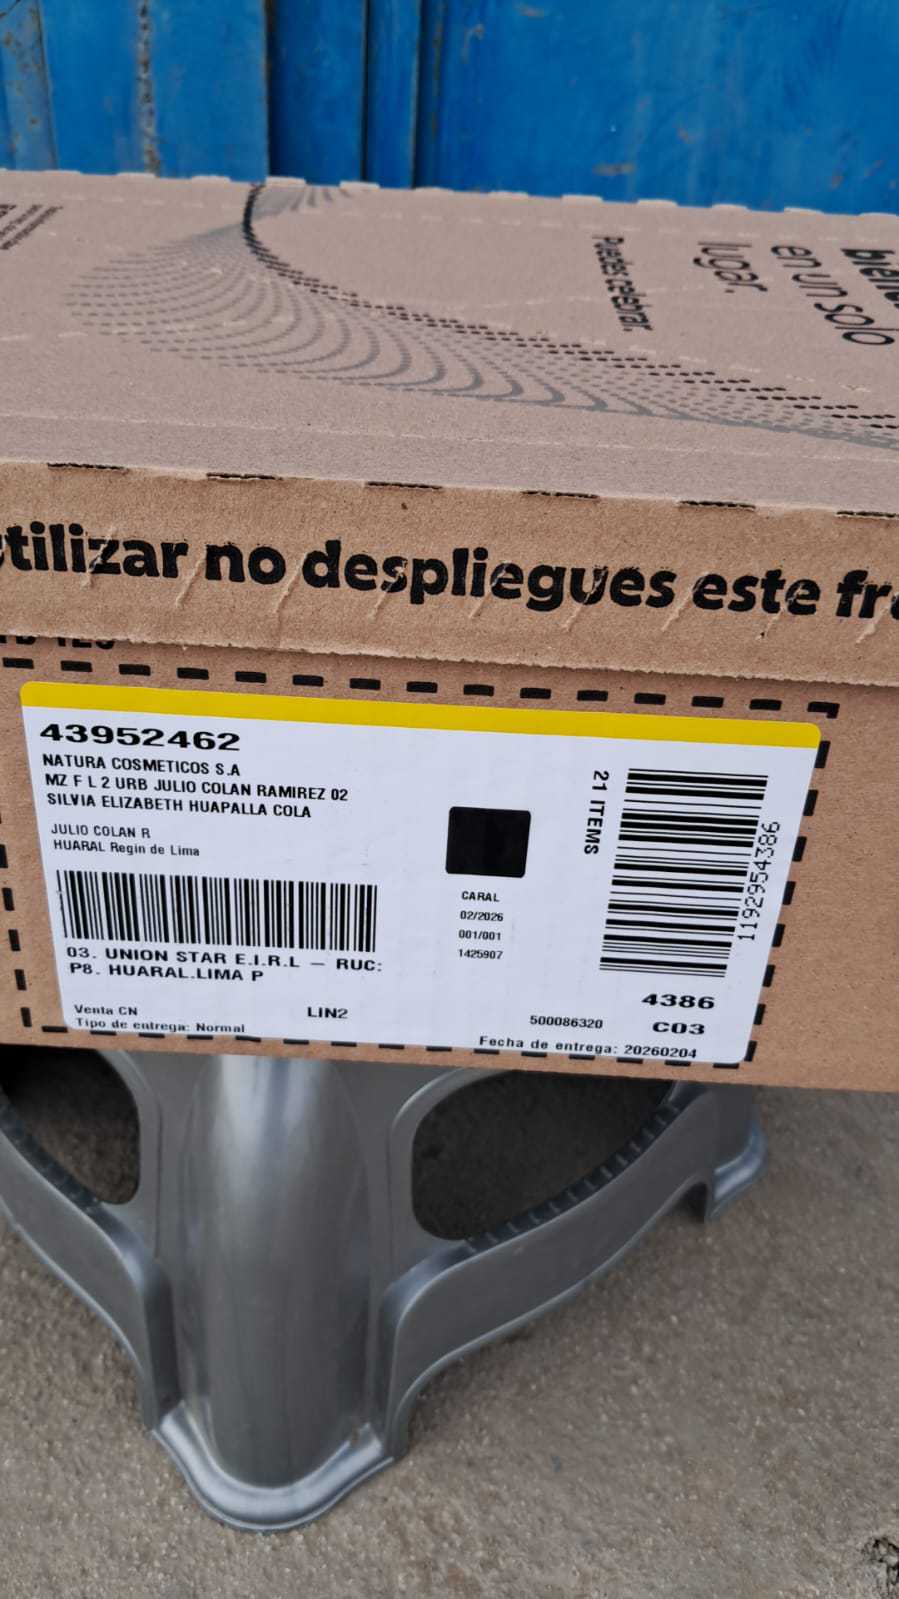 en un solo
lugar.
Puedes celebrar.
tilizar no despliegues este
43952462
NATURA COSMETICOS S.A
MZ F L 2 URB JULIO COLAN RAMIREZ 02
SILVIA ELIZABETH HUAPALLA COLA
JULIO COLAN R
HUARAL Regin de Lima
03. UNION STAR E.I.R.L – RUC:
P8. HUARAL.LIMA P
Venta CN
LIN2
Tipo de entrega: Normal
CARAL
02/2026
001/001
1425907
21 ITEMS
1192954386
4386
500086320
C03
Fecha de entrega: 20260204